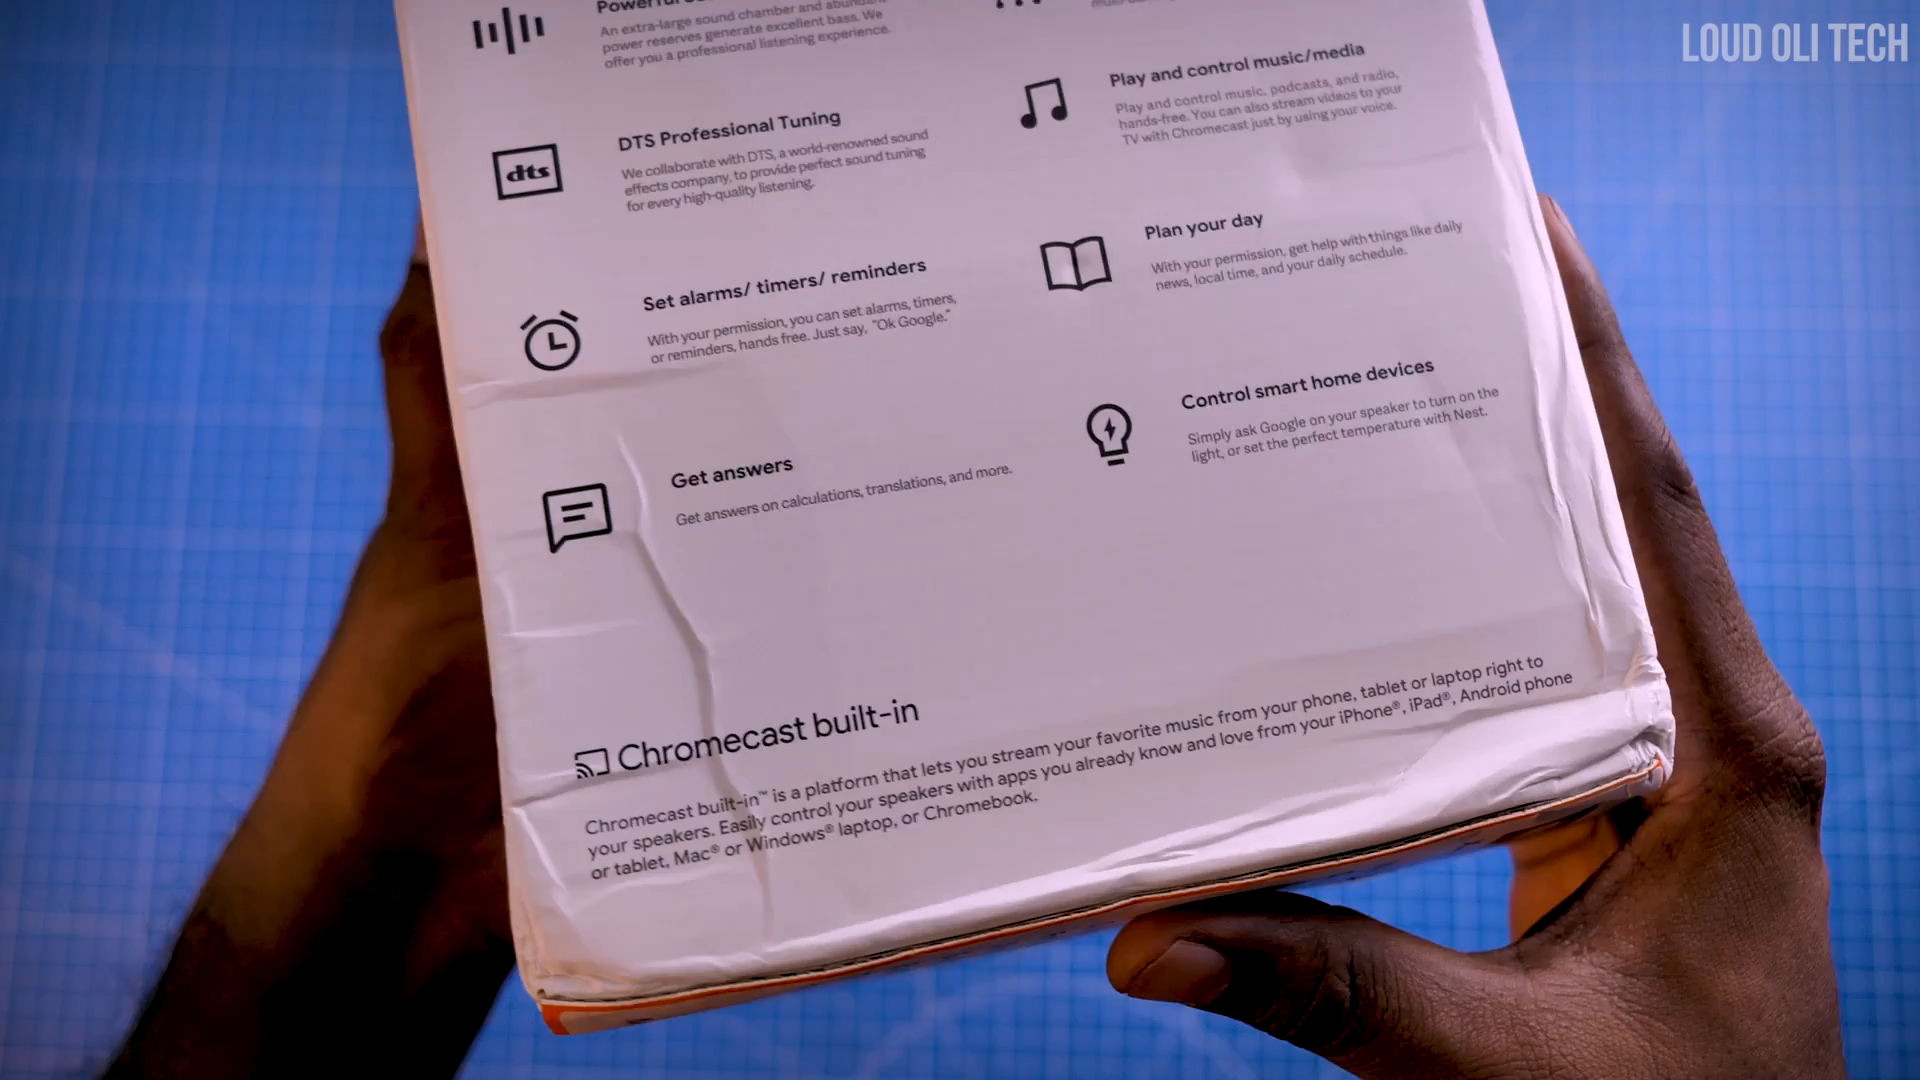 LOUD OLI TECH
An extra-large sound chamber and
power reserves generate excellent bass. We
offer you a professional listening experience.
dts
DTS Professional Tuning
We collaborate with DTS, a world-renowned sound
effects company, to provide perfect sound tuning
for every high-quality listening.
Set alarms/ timers/ reminders
With your permission, you can set alarms, timers,
or reminders, hands free. Just say, "Ok Google."
Get answers
Get answers on calculations, translations, and more.
Play and control music/media
Play and control music, podcasts, and radio,
hands-free. You can also stream videos to your
TV with Chromecast just by using your voice.
Plan your day
With your permission, get help with things like daily
news, local time, and your daily schedule.
Control smart home devices
Simply ask Google on your speaker to turn on the
light, or set the perfect temperature with Nest.
Chromecast built-in
Chromecast built-in™ is a platform that lets you stream your favorite music from your phone, tablet or laptop right to
your speakers. Easily control your speakers with apps you already know and love from your iPhone®, iPad®, Android phone
or tablet, Mac® or Windows® laptop, or Chromebook.